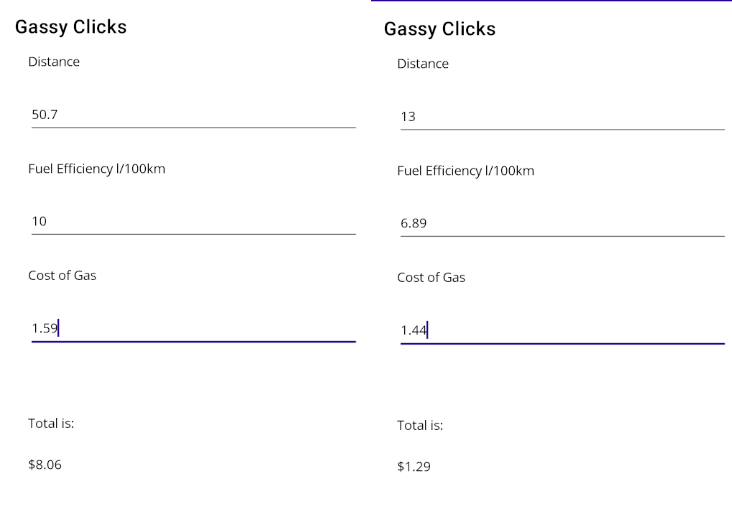 Gassy Clicks
Distance
50.7
Fuel Efficiency l/100km
10
Cost of Gas
1.59
Total is:
$8.06
Gassy Clicks
Distance
13
Fuel Efficiency l/100km
6.89
Cost of Gas
1.44
Total is:
$1.29